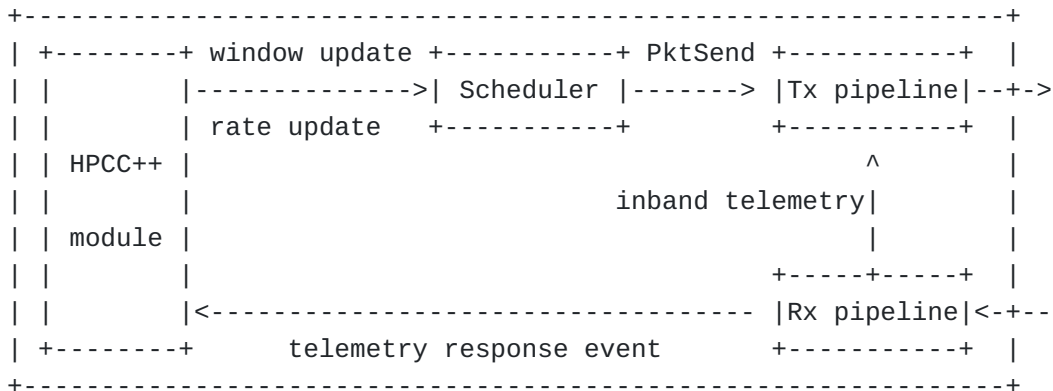 window update PktSend
Scheduler Tx pipeline
rate update
HPCC++
inband telemetry
module
Rx pipeline
telemetry response event